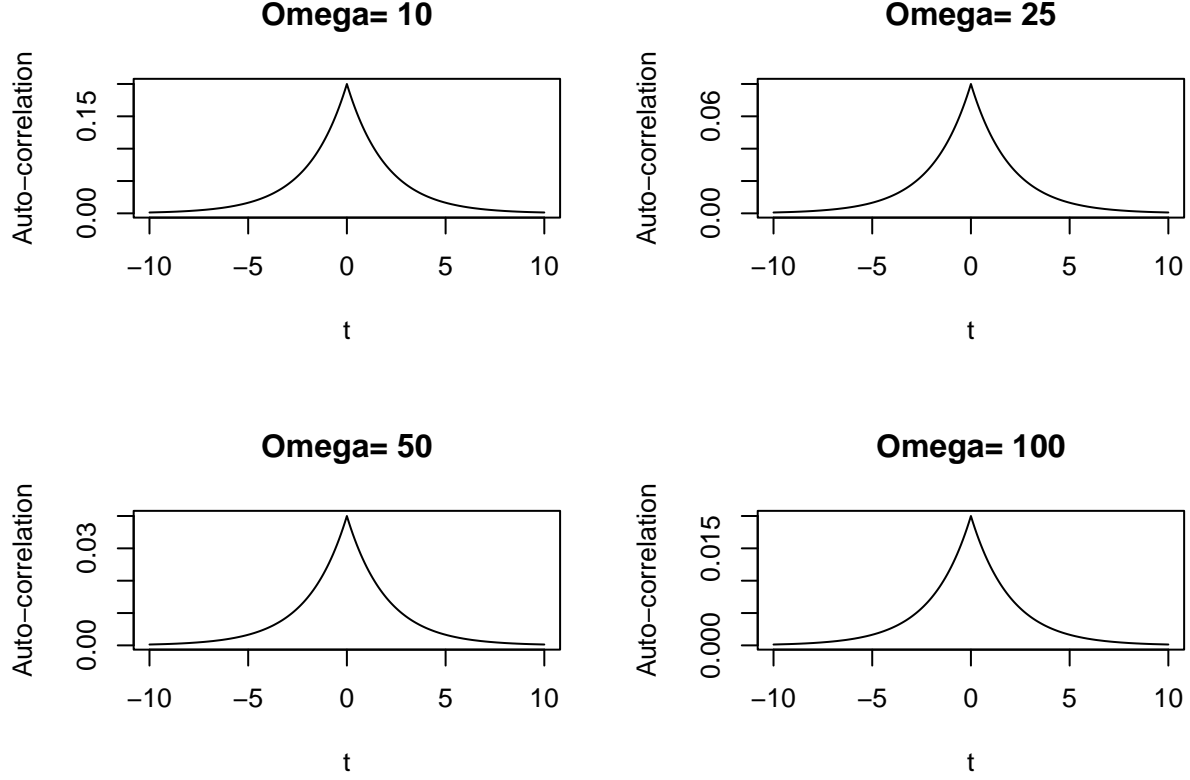 Omega= 10
Auto−correlation
0.00
0.15
−10 −5 0 5 10
t
Omega= 25
Auto−correlation
0.00
0.06
−10 −5 0 5 10
t
Omega= 50
Auto−correlation
0.00
0.03
−10 −5 0 5 10
t
Omega= 100
Auto−correlation
0.000
0.015
−10 −5 0 5 10
t